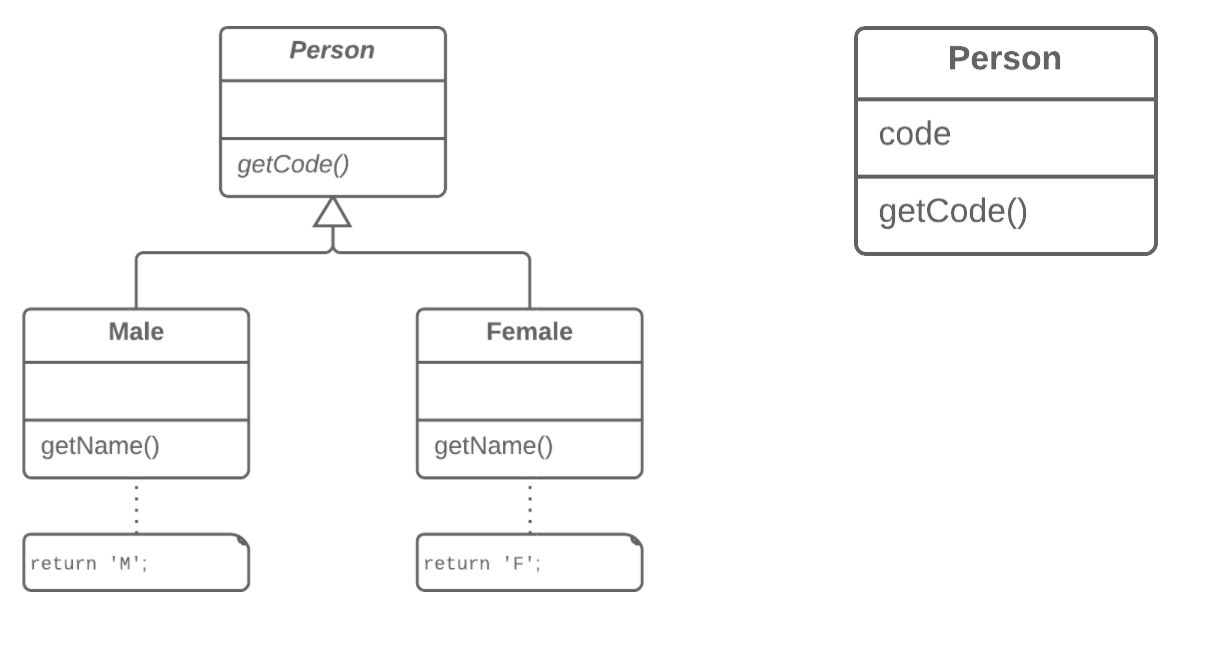 Person
getCode()
Male
Female
getName()
getName()
return 'M';
return 'F';
Person
code
getCode()